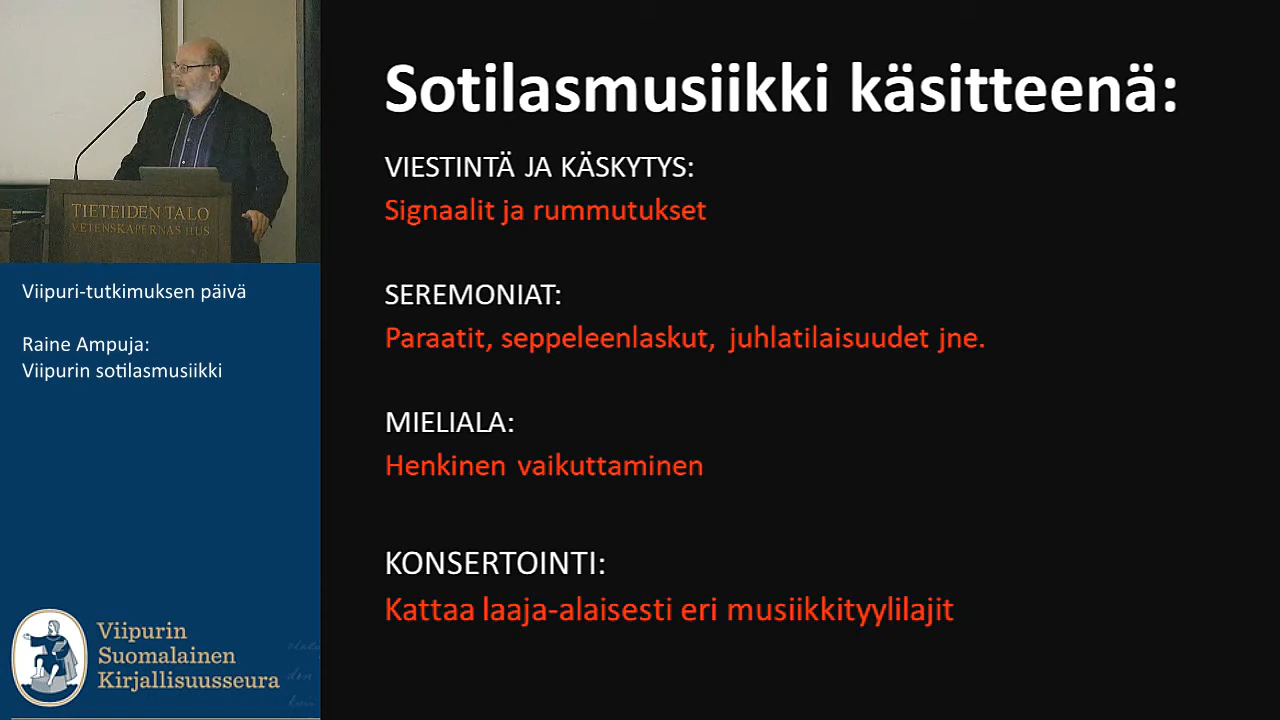 Sotilasmusiikki käsitteenä:
VIESTINTÄ JA KÄSKYTYS:
Signaalit ja rummutukset
SEREMONIAT:
Paraatit, seppeleenlaskut, juhlatilaisuudet jne.
MIELIALA:
Henkinen vaikuttaminen
KONSERTOINTI:
Kattaa laaja-alaisesti eri musiikkityylilajit
TIETEIDEN TALO
VETENSKAPERNAS HUS
Viipuri-tutkimuksen päivä
Raine Ampuja:
Viipurin sotilasmusiikki
Viipurin
Suomalainen
Kirjallisuusseura